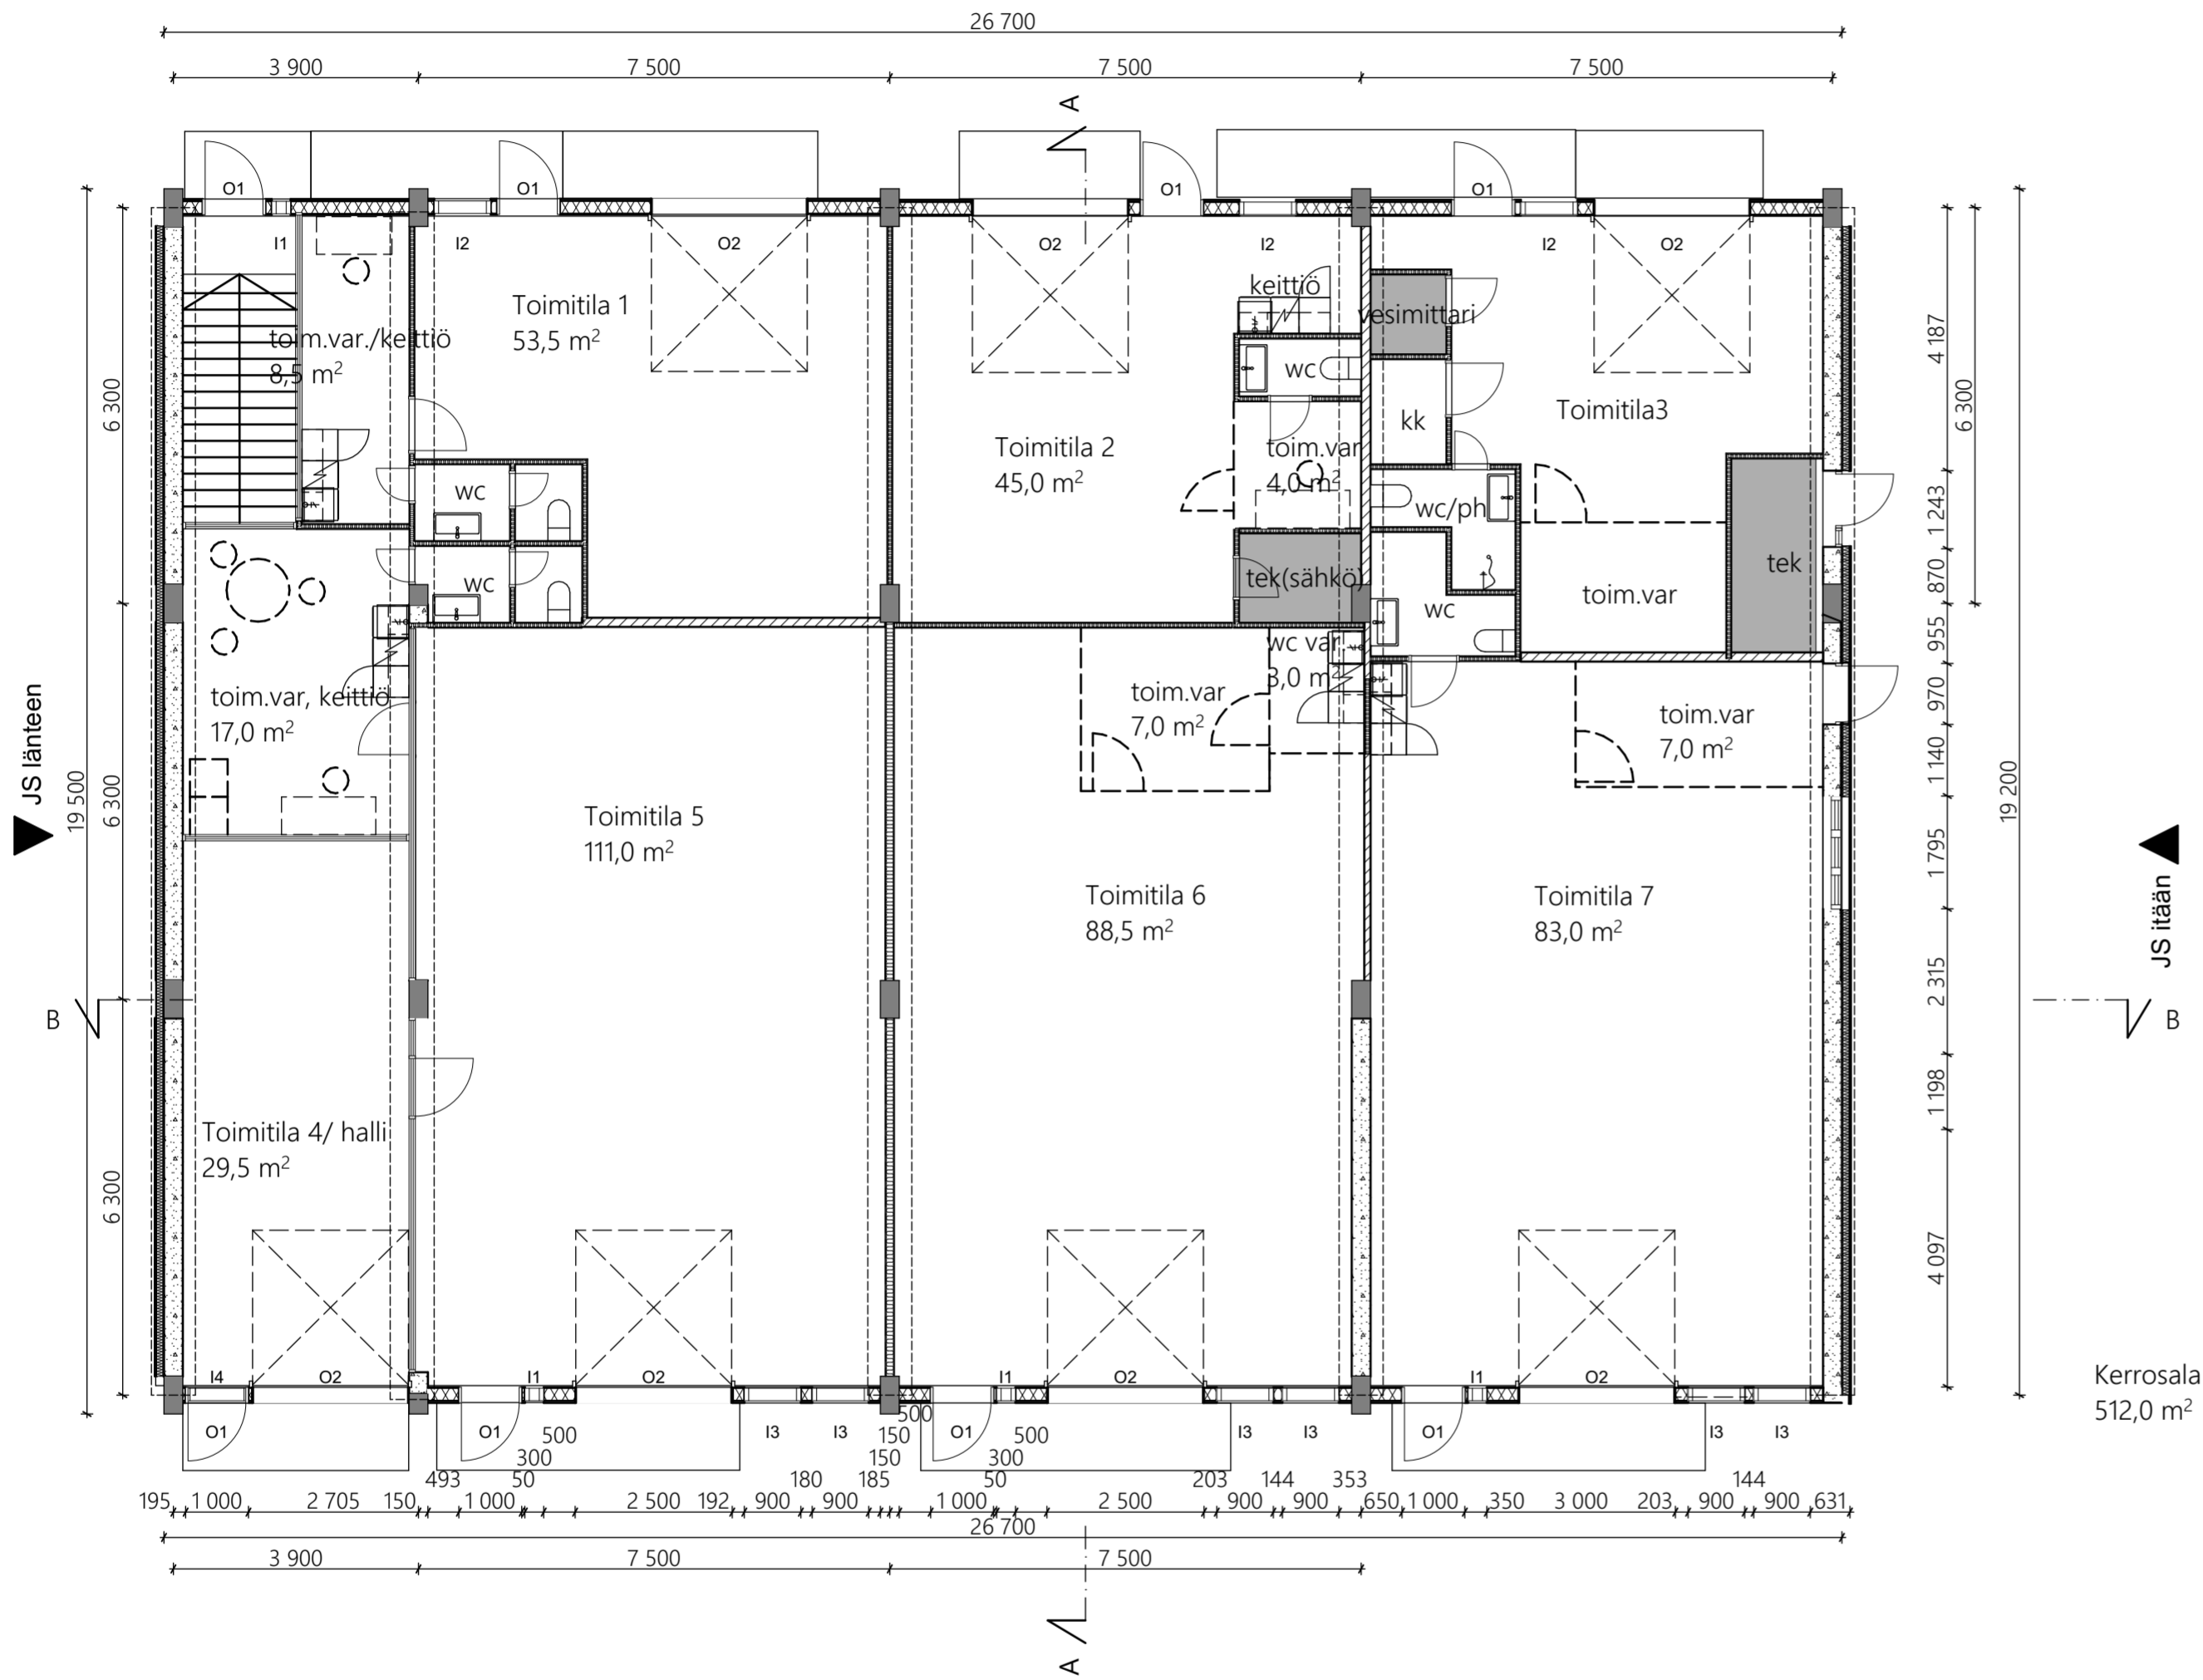 26 700
3 900
7 500
7 500
7 500
A
O1
O1
O1
O1
I1
I2
O2
O2
I2
I2
O2
keittiö
Toimitila 1
53,5 m²
vesimittari
toim.var./keittiö
8,5 m²
wc
kk
Toimitila3
Toimitila 2
45,0 m²
toim.var
4,0 m²
wc
wc/ph
tek(sähkö)
wc
wc
toim.var
tek
wc var
3,0 m²
toim.var, keittiö
17,0 m²
toim.var
7,0 m²
toim.var
7,0 m²
Toimitila 5
111,0 m²
Toimitila 6
88,5 m²
Toimitila 7
83,0 m²
Toimitila 4/ halli
29,5 m²
JS länteen
19 500
6 300
6 300
6 300
B
4 187
6 300
1 243
870
955
970
1 140
1 795
2 315
1 198
4 097
19 200
JS itään
B
Kerrosala
512,0 m²
I4
O2
I1
O2
I1
O2
I1
O2
O1
O1
I3
I3
O1
I3
I3
O1
I3
I3
500
500
150
500
300
150
300
493
50
180
185
50
203
144
353
144
195
1 000
2 705
150
1 000
2 500
192
900
900
1 000
2 500
900
900
650
1 000
350
3 000
203
900
900
631
26 700
3 900
7 500
7 500
A